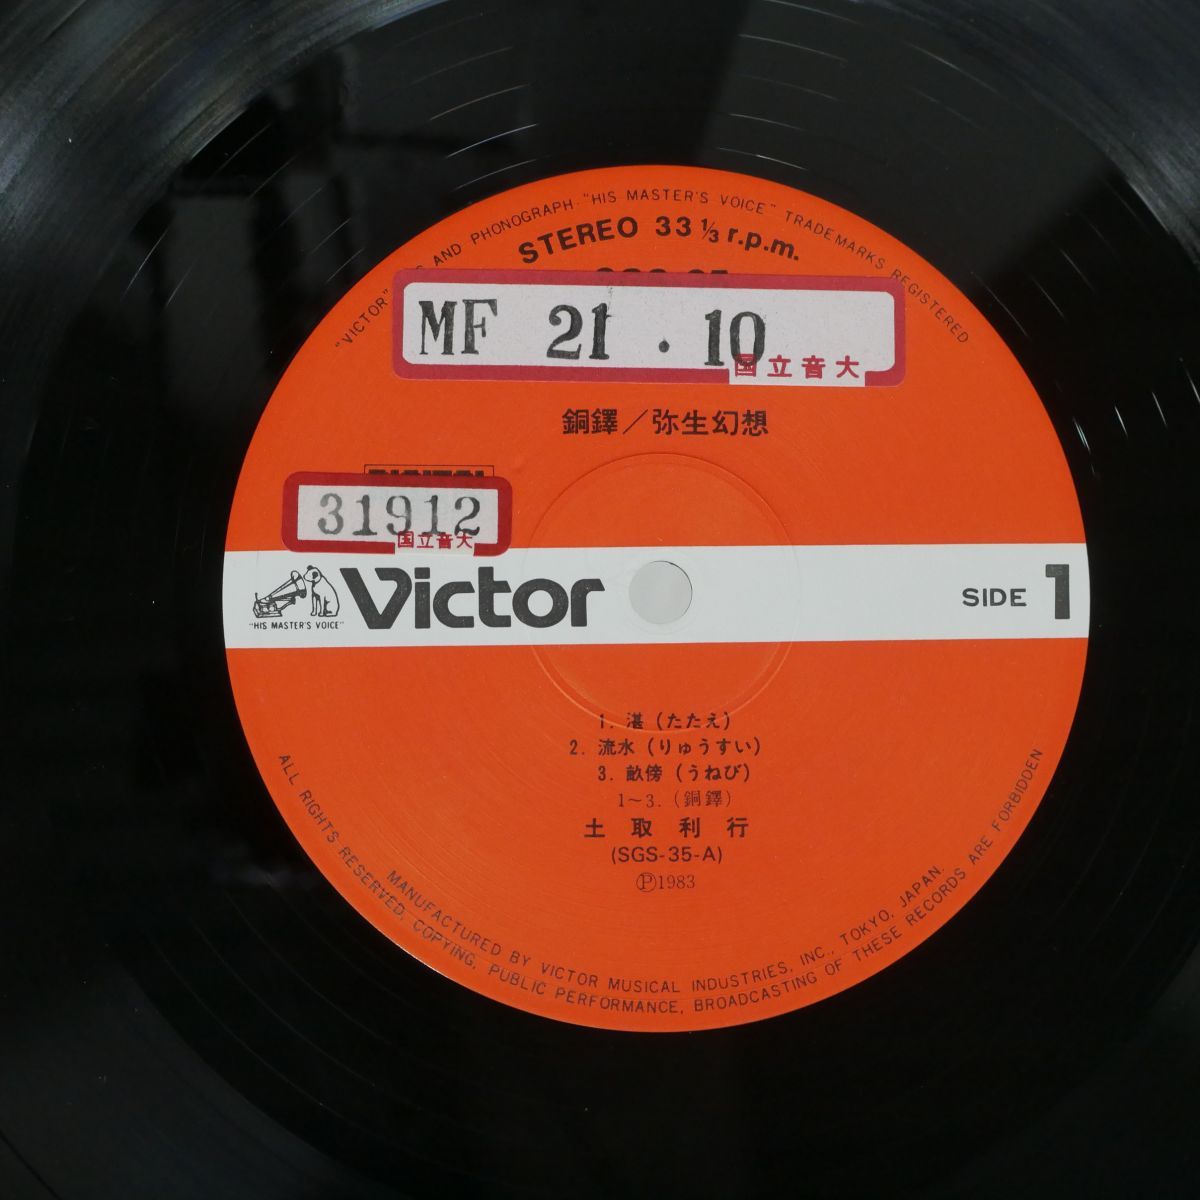 "VICTOR" AND PHONOGRAPH "HIS MASTER'S VOICE" TRADEMARKS REGISTERED
STEREO 33 1/3 r.p.m.
MF 21 . 10
国立音大
銅鐸／弥生幻想
31912
国立音大
"HIS MASTER'S VOICE"
Victor
SIDE 1
1. 湛（たたえ）
2. 流水（りゅうすい）
3. 畝傍（うねび）
1～3.（銅鐸）
土取利行
(SGS-35-A)
Ⓟ1983
MANUFACTURED BY VICTOR MUSICAL INDUSTRIES, INC., TOKYO, JAPAN.
ALL RIGHTS RESERVED, COPYING, PUBLIC PERFORMANCE, BROADCASTING OF THESE RECORDS ARE FORBIDDEN